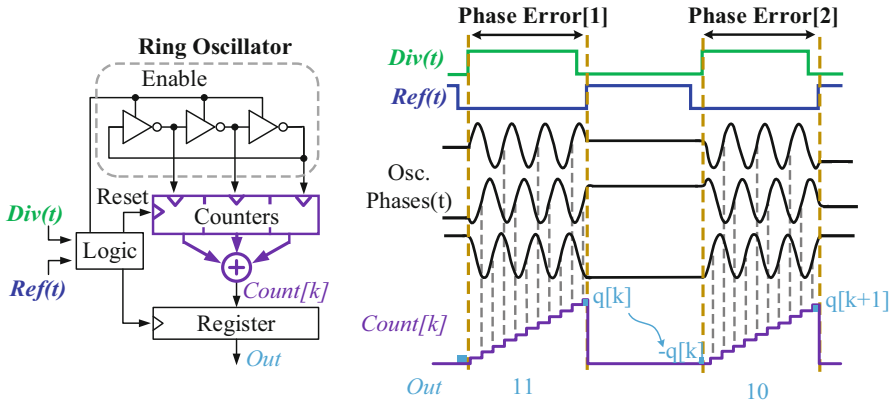 Ring Oscillator
Enable
Reset
Counters
Div(t)
Logic
Ref(t)
+
Count[k]
Register
Out
Phase Error[1]
Phase Error[2]
Div(t)
Ref(t)
Osc.
Phases(t)
Count[k]
q[k]
-q[k]
q[k+1]
Out
11
10